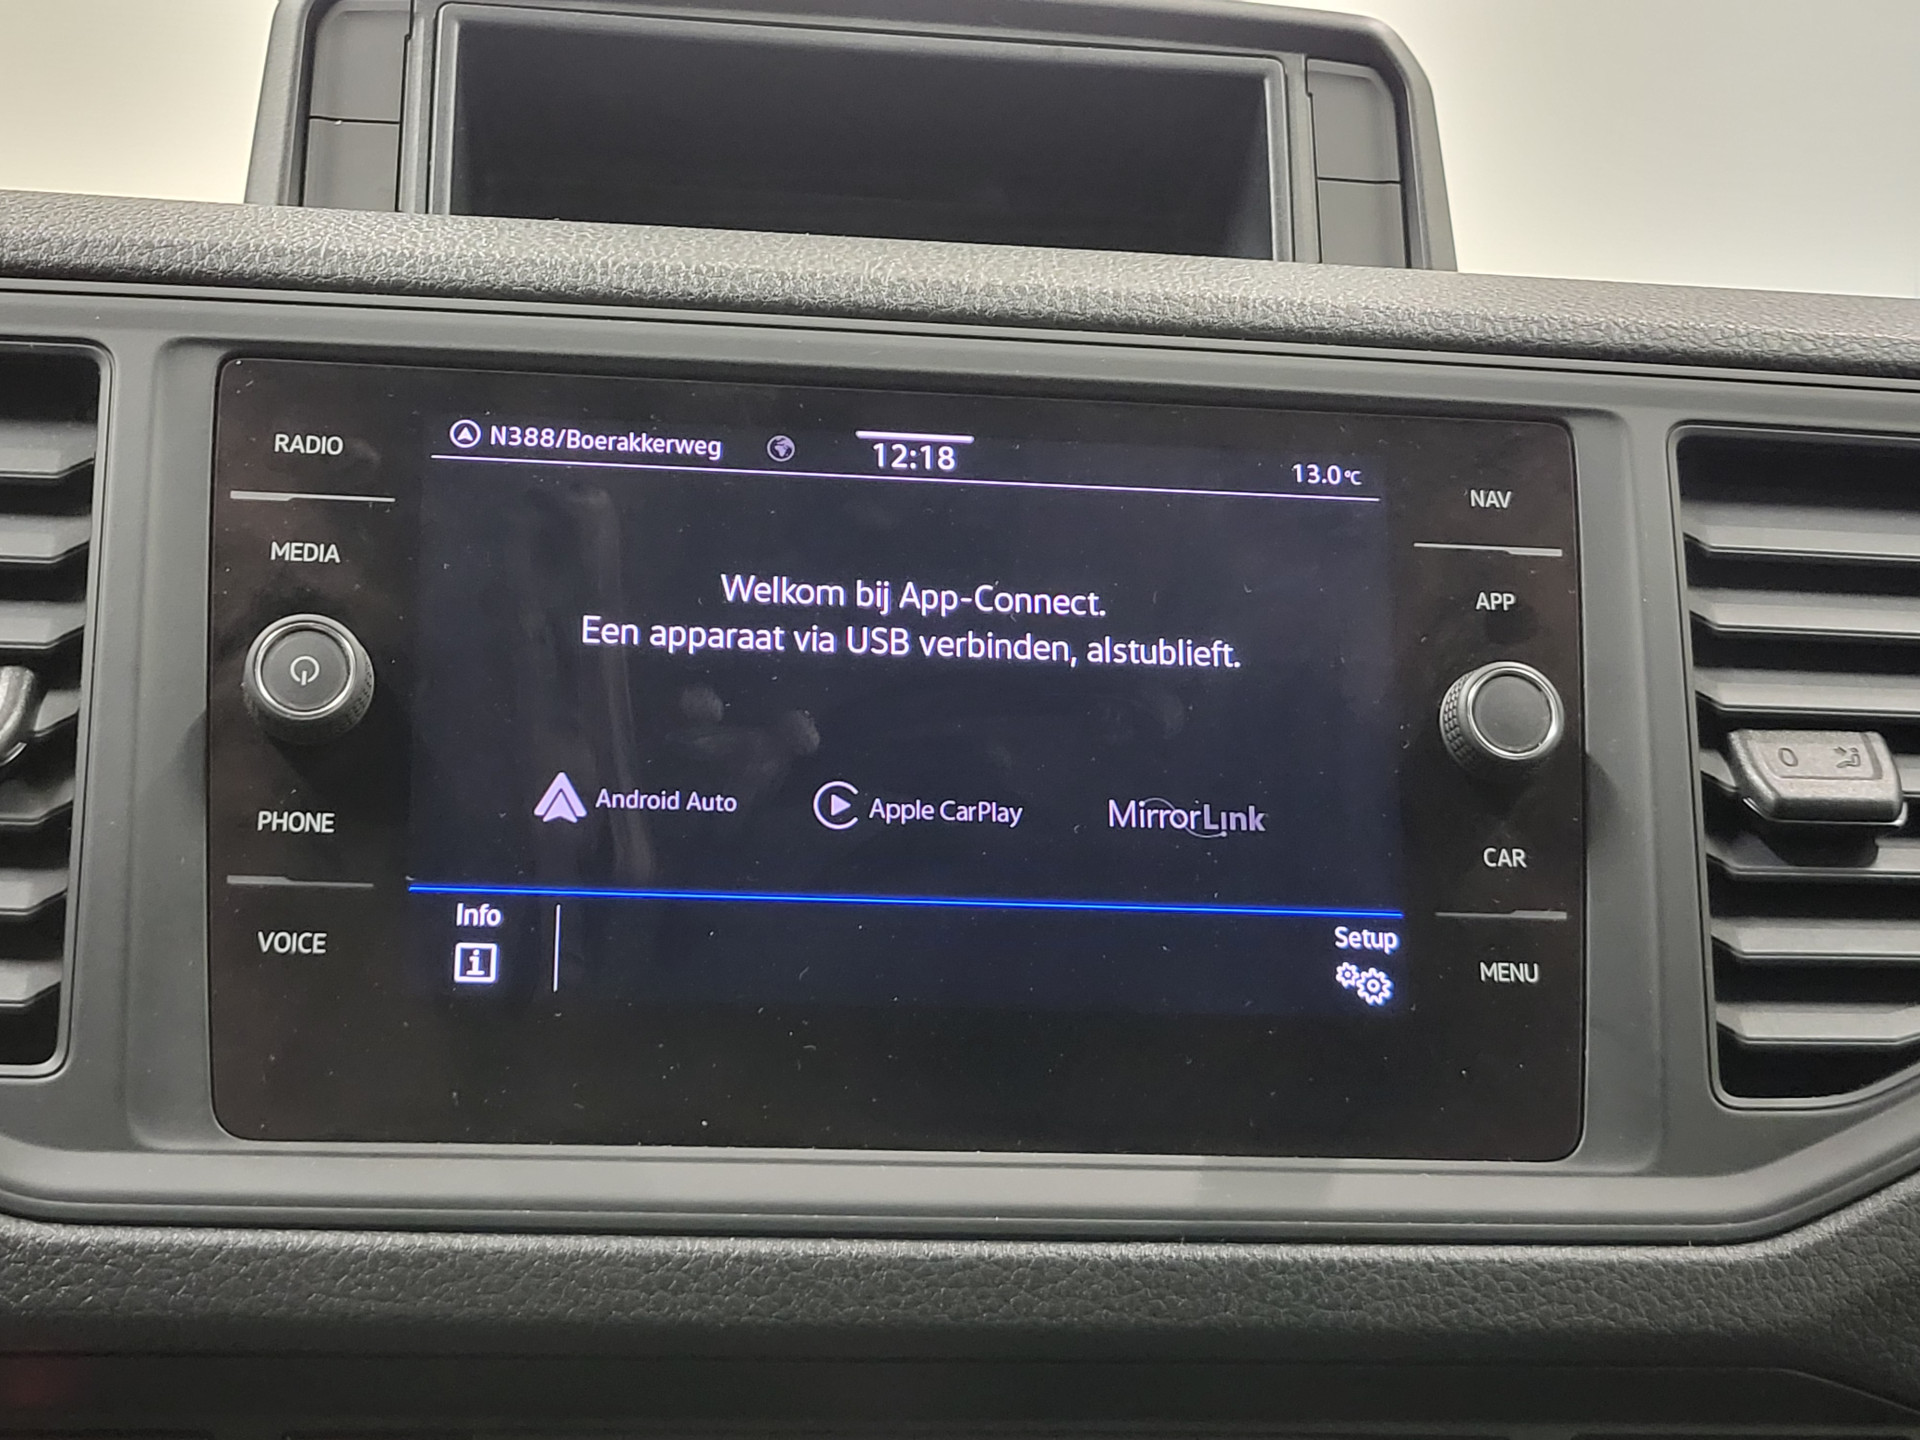 RADIO
MEDIA
PHONE
VOICE
N388/Boerakkerweg
12:18
13.0°C
Welkom bij App-Connect.
Een apparaat via USB verbinden, alstublieft.
Android Auto
Apple CarPlay
MirrorLink
Info
i
Setup
NAV
APP
CAR
MENU
0